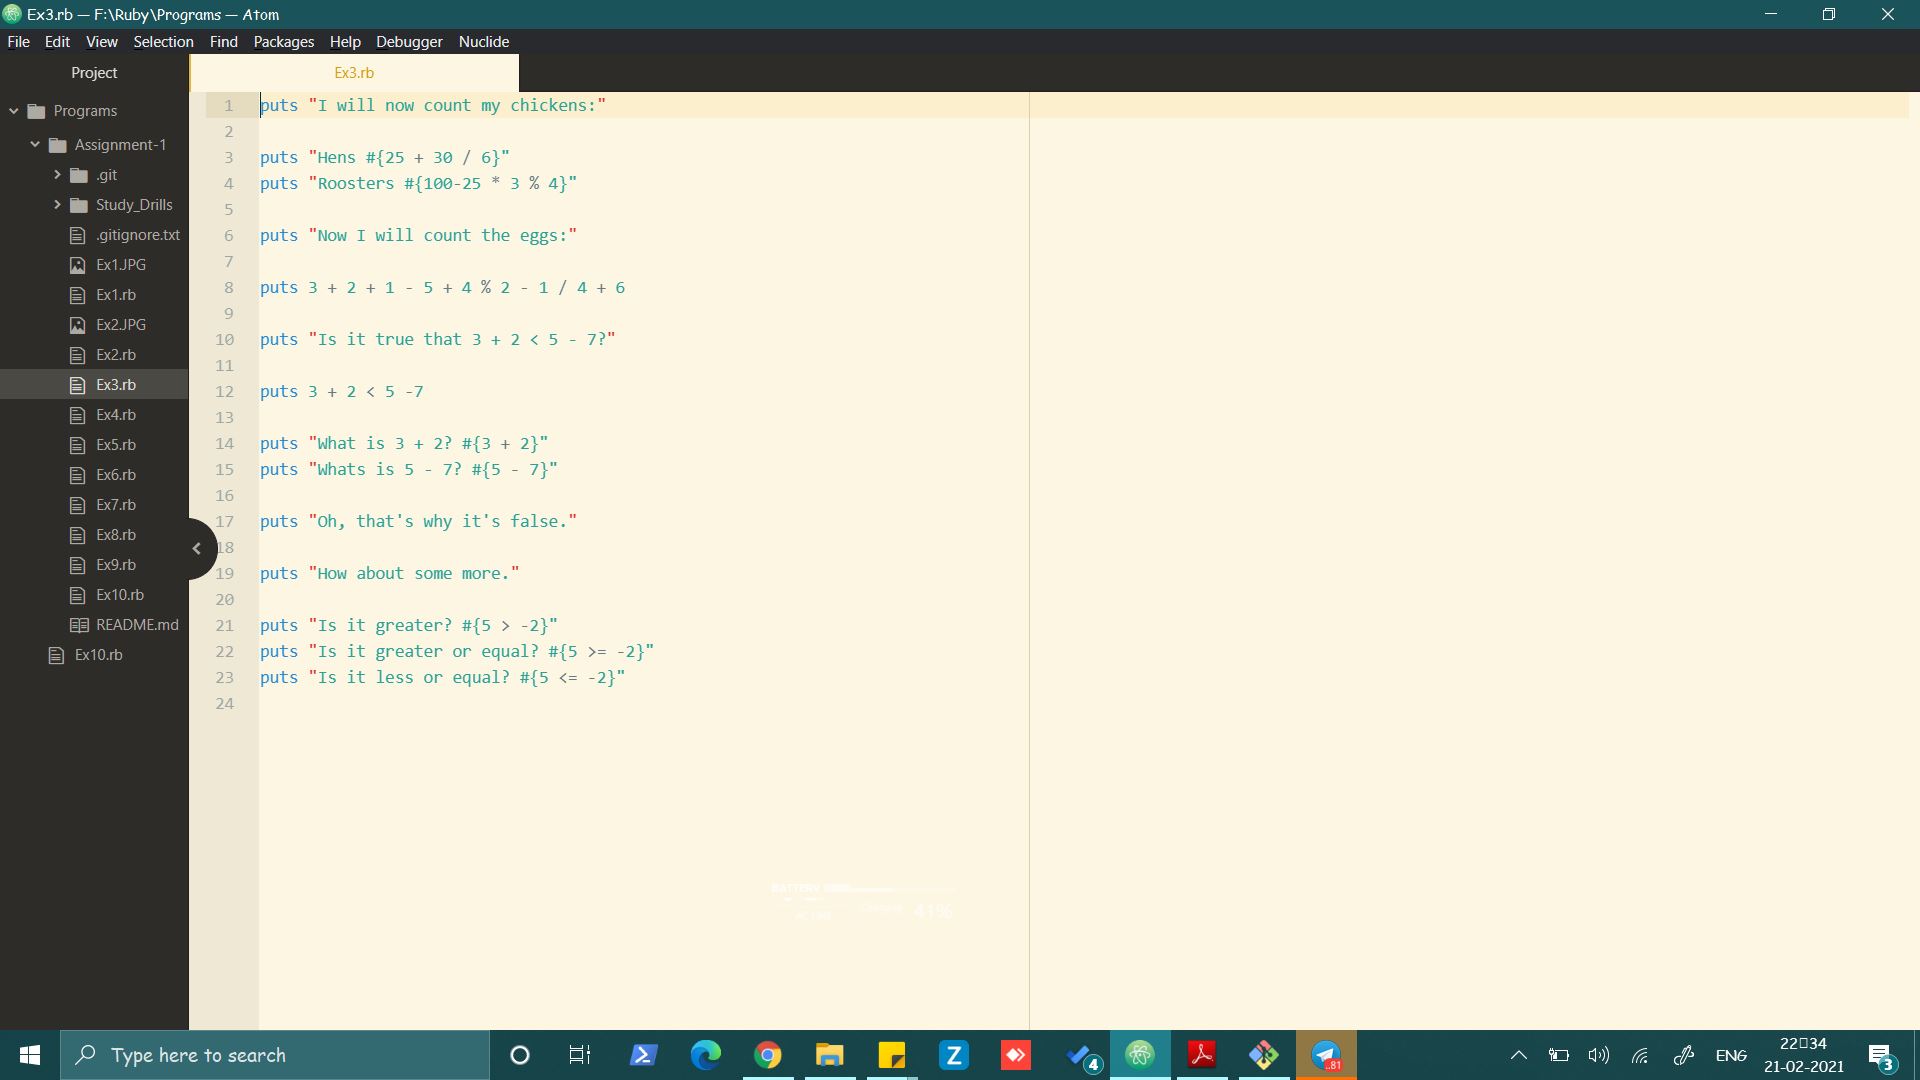 Ex3.rb — F:\Ruby\Programs — Atom
File Edit View Selection Find Packages Help Debugger Nuclide
Project
Ex3.rb
Programs
Assignment-1
.git
Study_Drills
.gitignore.txt
Ex1.JPG
Ex1.rb
Ex2.JPG
Ex2.rb
Ex3.rb
Ex4.rb
Ex5.rb
Ex6.rb
Ex7.rb
Ex8.rb
Ex9.rb
Ex10.rb
README.md
Ex10.rb
1 puts "I will now count my chickens:"
2
3 puts "Hens #{25 + 30 / 6}"
4 puts "Roosters #{100-25 * 3 % 4}"
5
6 puts "Now I will count the eggs:"
7
8 puts 3 + 2 + 1 - 5 + 4 % 2 - 1 / 4 + 6
9
10 puts "Is it true that 3 + 2 < 5 - 7?"
11
12 puts 3 + 2 < 5 -7
13
14 puts "What is 3 + 2? #{3 + 2}"
15 puts "Whats is 5 - 7? #{5 - 7}"
16
17 puts "Oh, that's why it's false."
18
19 puts "How about some more."
20
21 puts "Is it greater? #{5 > -2}"
22 puts "Is it greater or equal? #{5 >= -2}"
23 puts "Is it less or equal? #{5 <= -2}"
24
BATTERY
41%
Type here to search
Z
4
..81
ENG
22:34
21-02-2021
3